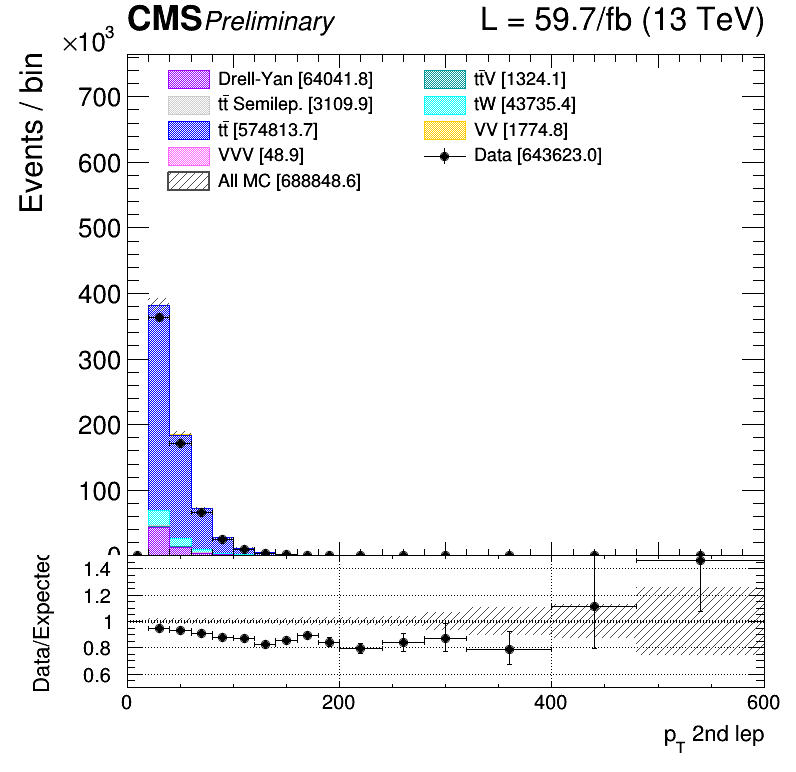 CMS Preliminary L = 59.7/fb (13 TeV)
×10³
Events / bin
Drell-Yan [64041.8]
tt̄ Semilep. [3109.9]
tt̄ [574813.7]
VVV [48.9]
All MC [688848.6]
tt̄V [1324.1]
tW [43735.4]
VV [1774.8]
Data [643623.0]
700
600
500
400
300
200
100
0
Data/Expected
1.4
1.2
1
0.8
0.6
0 200 400 600
p_T 2nd lep